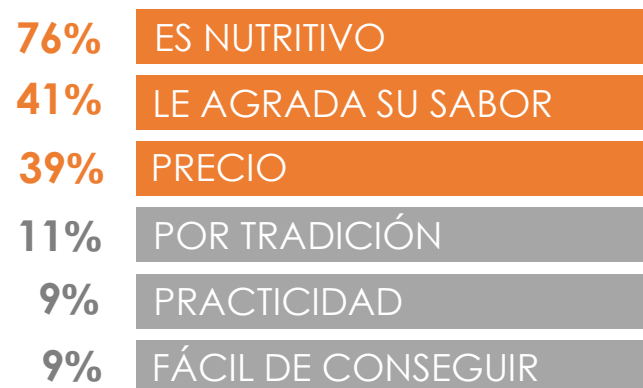 76% ES NUTRITIVO
41% LE AGRADA SU SABOR
39% PRECIO
11% POR TRADICIÓN
9% PRACTICIDAD
9% FÁCIL DE CONSEGUIR